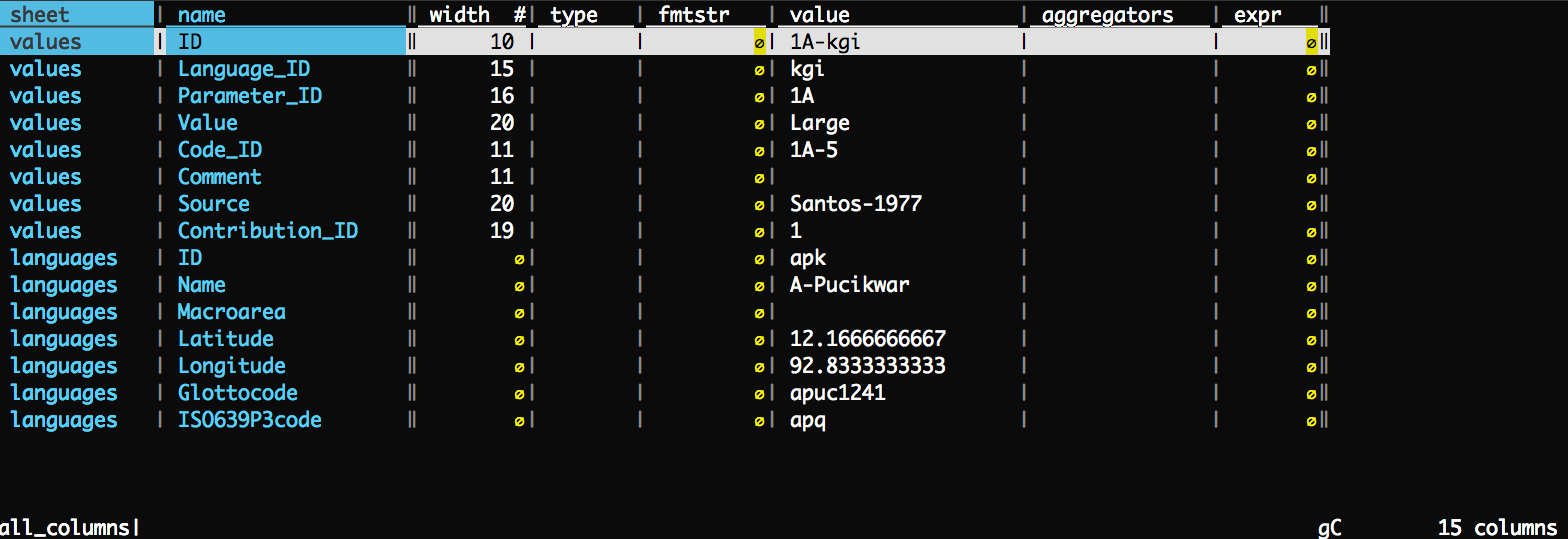 sheet | name ‖ width #| type | fmtstr | value | aggregators | expr ‖
values | ID ‖ 10 | | ∅| 1A-kgi | | ∅‖
values | Language_ID ‖ 15 | | ∅| kgi | | ∅‖
values | Parameter_ID ‖ 16 | | ∅| 1A | | ∅‖
values | Value ‖ 20 | | ∅| Large | | ∅‖
values | Code_ID ‖ 11 | | ∅| 1A-5 | | ∅‖
values | Comment ‖ 11 | | ∅| | | ∅‖
values | Source ‖ 20 | | ∅| Santos-1977 | | ∅‖
values | Contribution_ID ‖ 19 | | ∅| 1 | | ∅‖
languages | ID ‖ ∅| | ∅| apk | | ∅‖
languages | Name ‖ ∅| | ∅| A-Pucikwar | | ∅‖
languages | Macroarea ‖ ∅| | ∅| | | ∅‖
languages | Latitude ‖ ∅| | ∅| 12.1666666667 | | ∅‖
languages | Longitude ‖ ∅| | ∅| 92.8333333333 | | ∅‖
languages | Glottocode ‖ ∅| | ∅| apuc1241 | | ∅‖
languages | ISO639P3code ‖ ∅| | ∅| apq | | ∅‖
all_columns| gC 15 columns